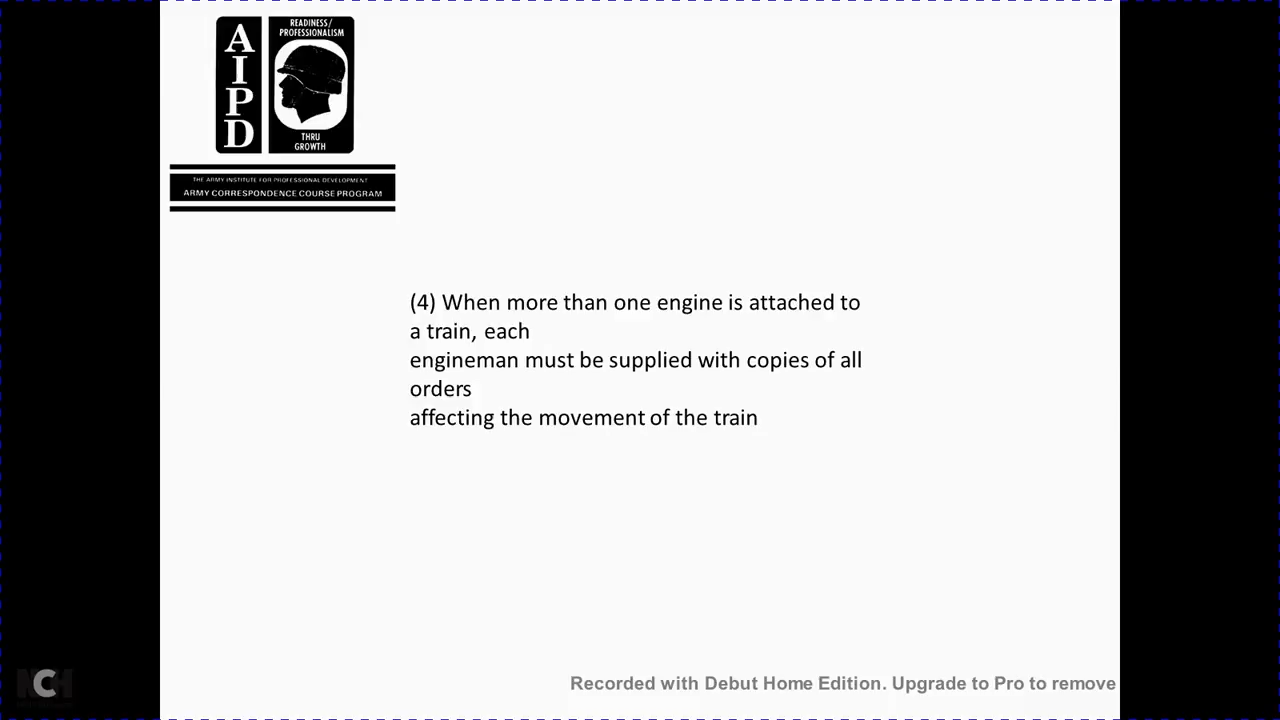 AIPD
READINESS/
PROFESSIONALISM
THRU
GROWTH
THE ARMY INSTITUTE FOR PROFESSIONAL DEVELOPMENT
ARMY CORRESPONDENCE COURSE PROGRAM
(4) When more than one engine is attached to
a train, each
engineman must be supplied with copies of all
orders
affecting the movement of the train
NCH
Recorded with Debut Home Edition. Upgrade to Pro to remove